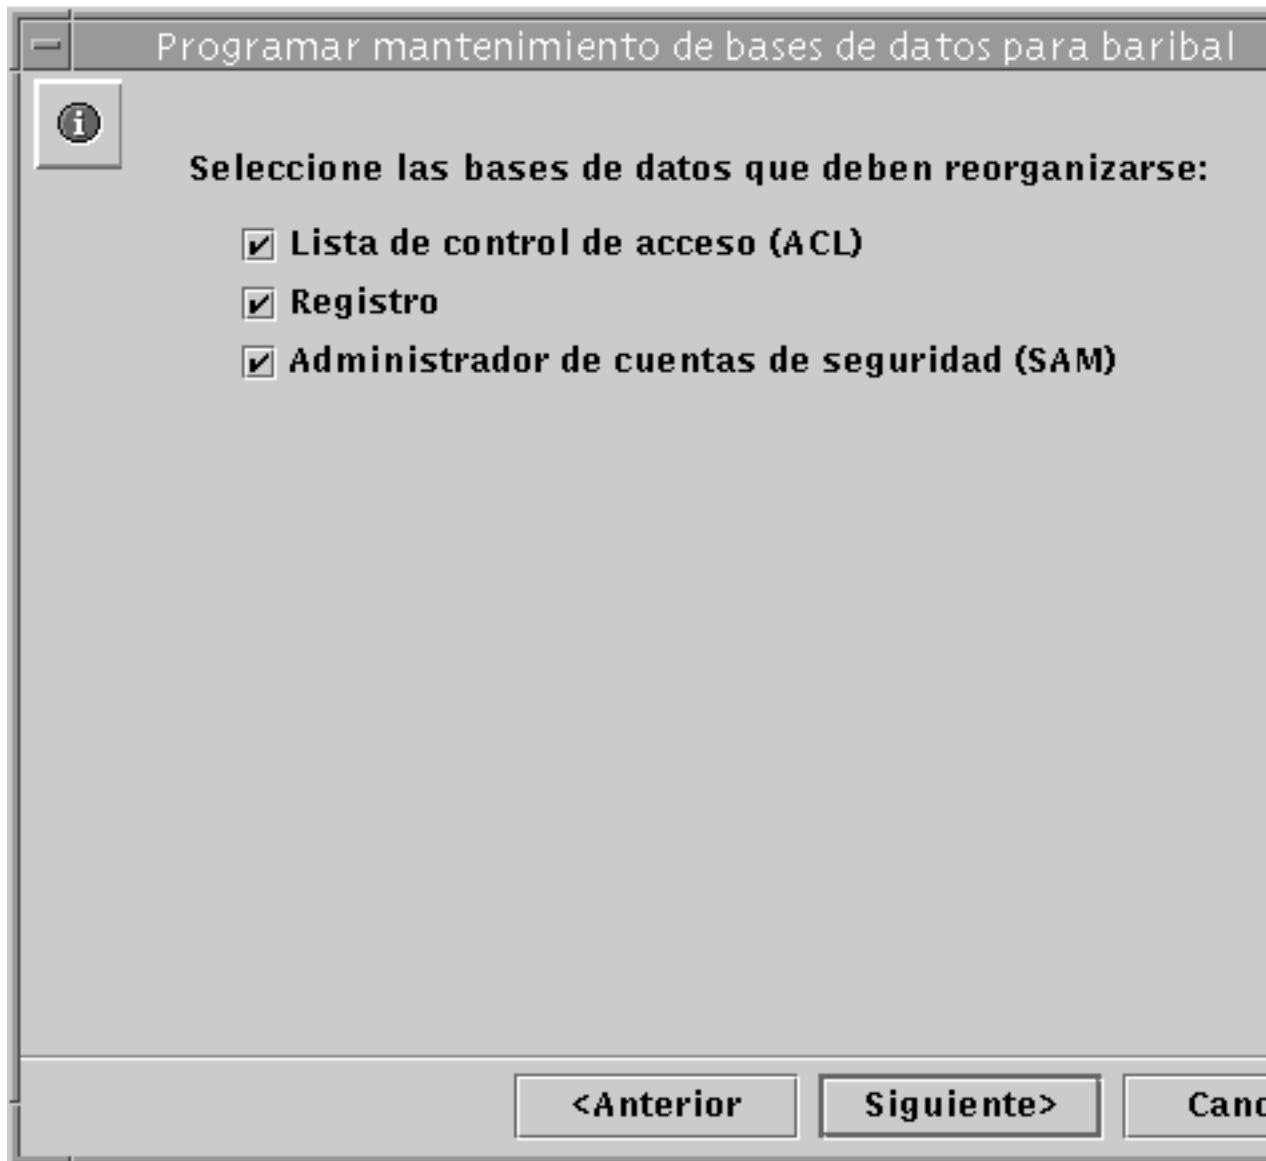 Programar mantenimiento de bases de datos para baribal
Seleccione las bases de datos que deben reorganizarse:
Lista de control de acceso (ACL)
Registro
Administrador de cuentas de seguridad (SAM)
<Anterior Siguiente> Canc